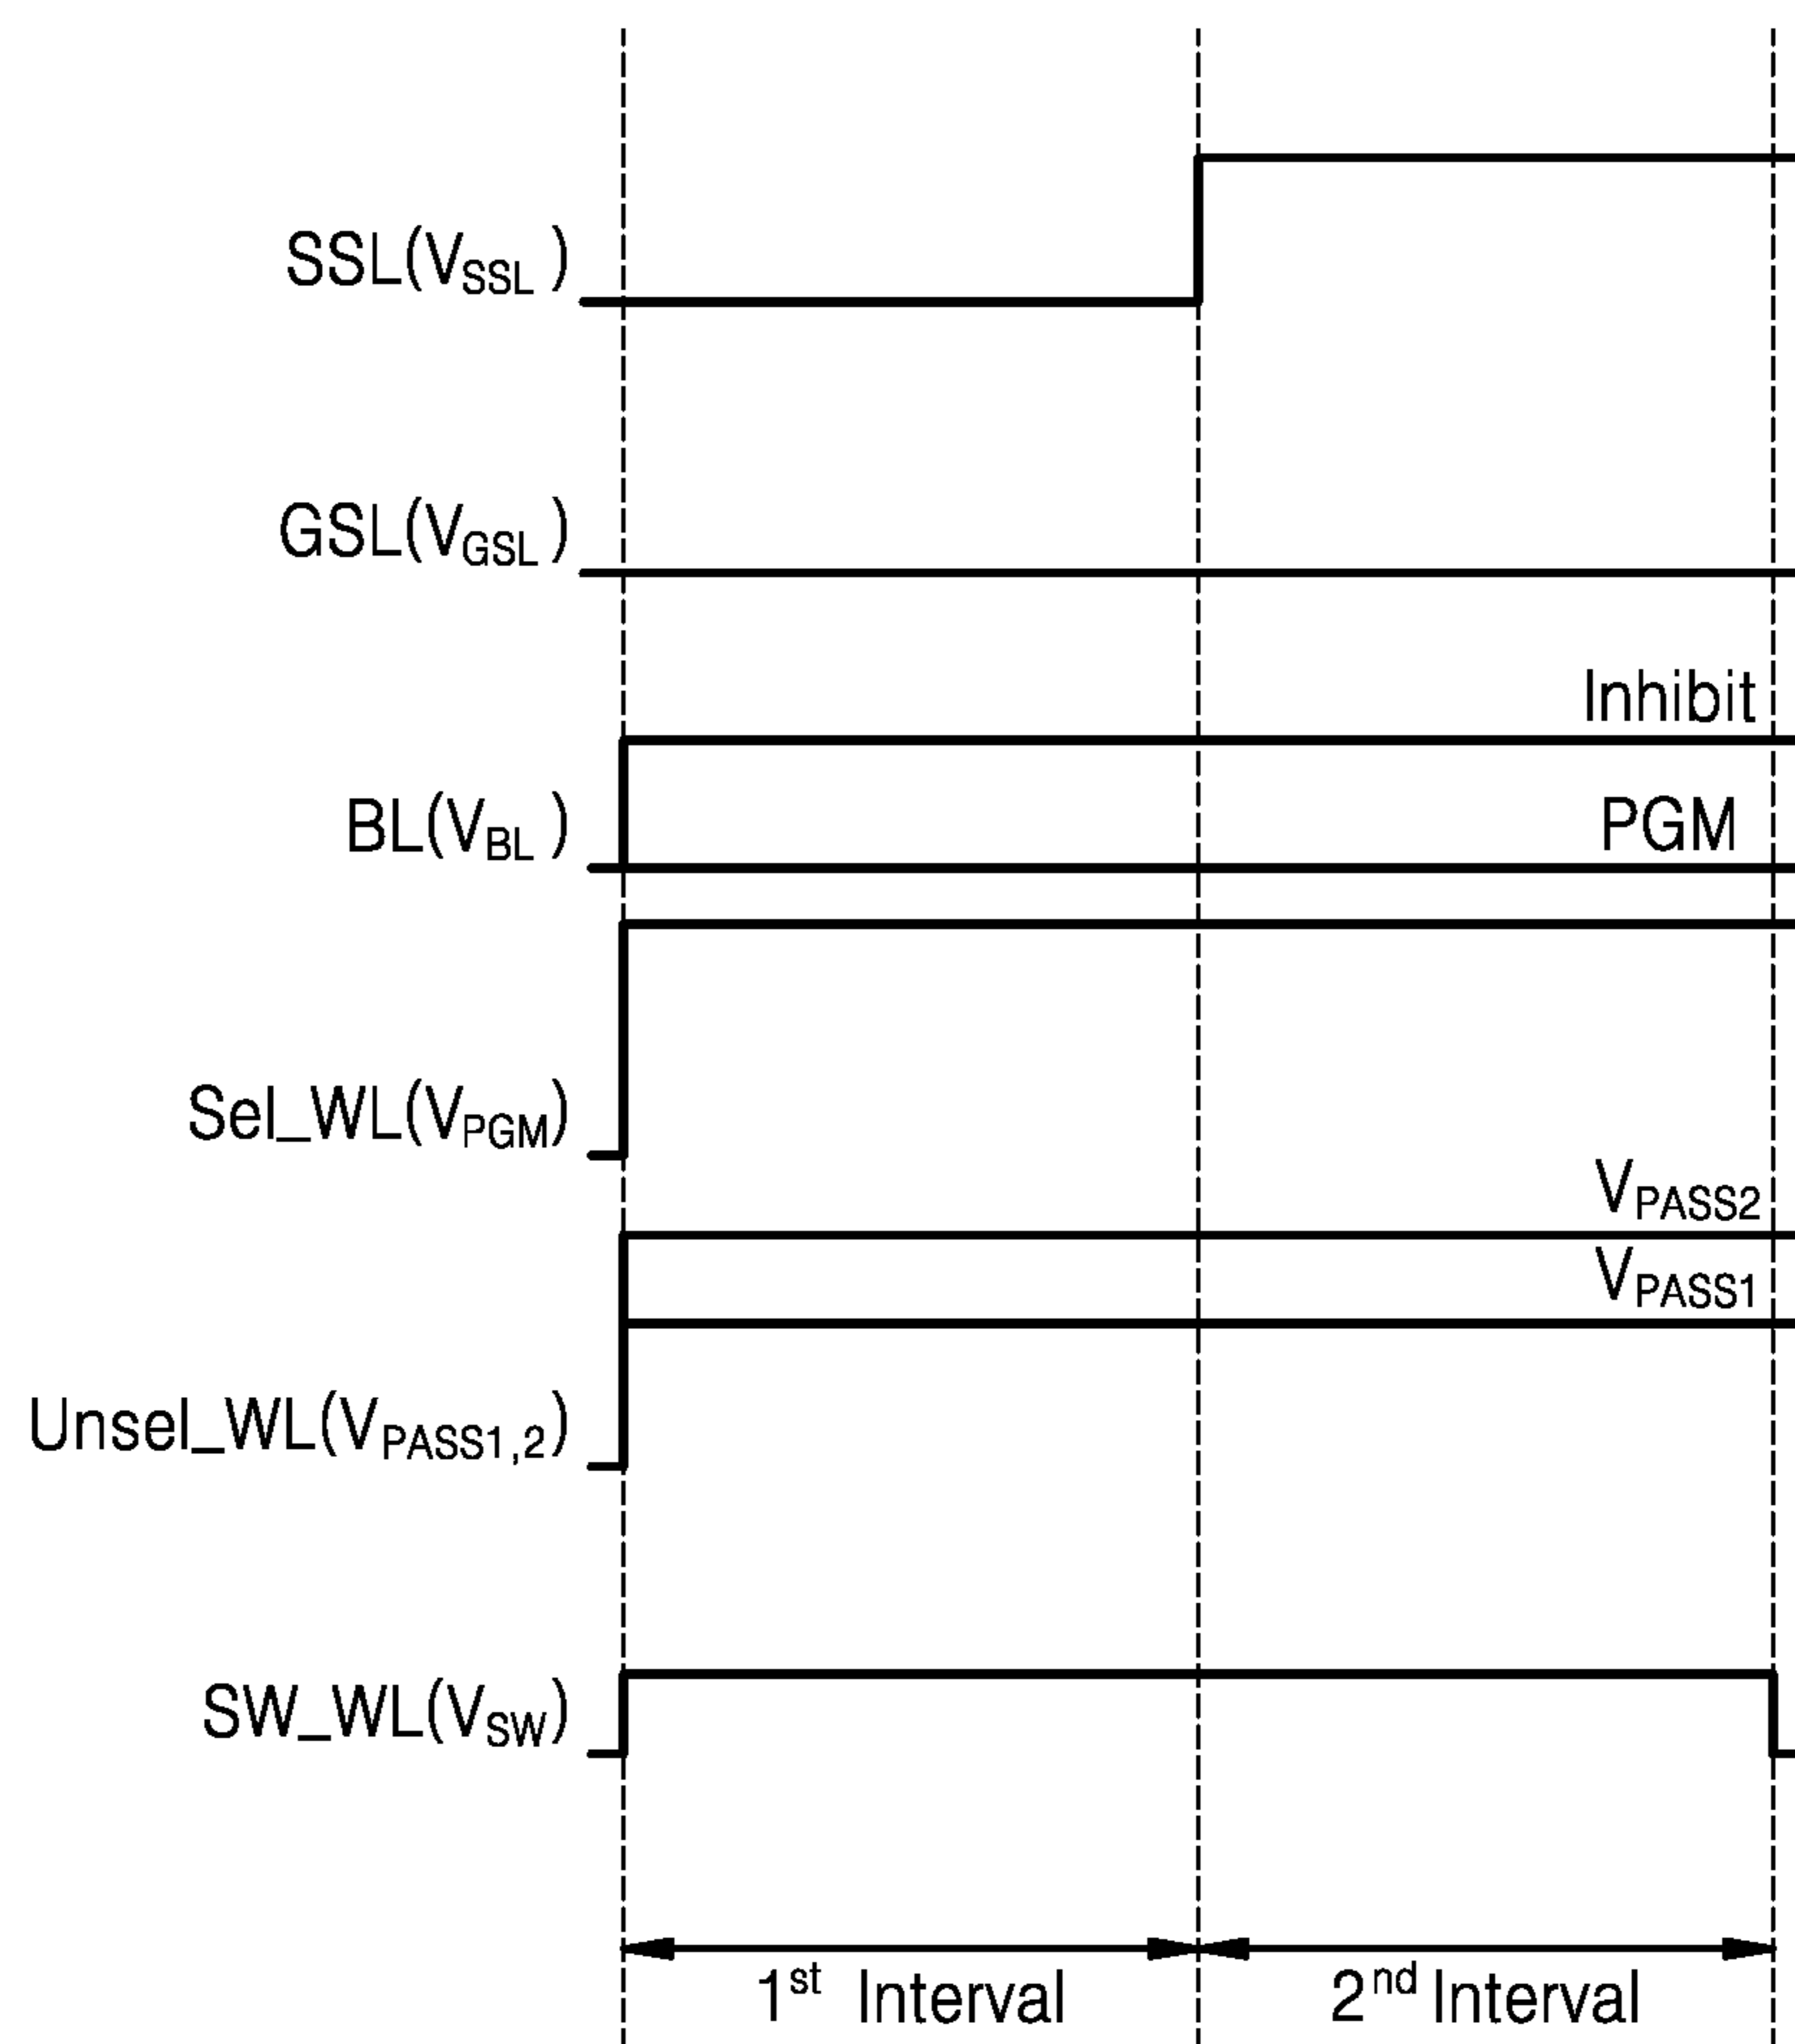 SSL(VSSL)
GSL(VGSL)
Inhibit
BL(VBL)
PGM
Sel_WL(VPGM)
VPASS2
VPASS1
Unsel_WL(VPASS1,2)
SW_WL(VSW)
1st Interval
2nd Interval